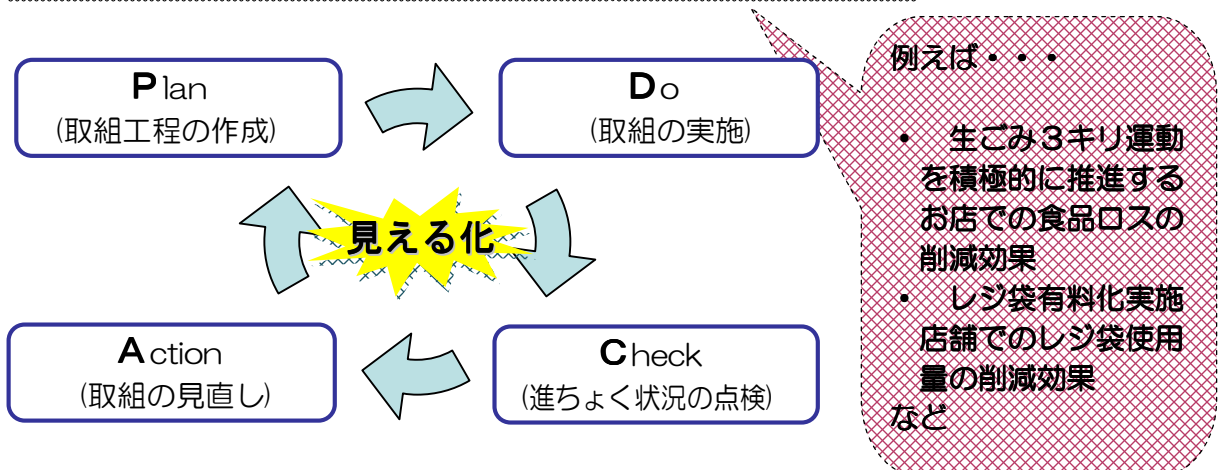 Plan
(取組工程の作成)
Do
(取組の実施)
見える化
Action
(取組の見直し)
Check
(進ちょく状況の点検)
例えば・・・
・ 生ごみ３キリ運動
を積極的に推進する
お店での食品ロスの
削減効果
・ レジ袋有料化実施
店舗でのレジ袋使用
量の削減効果
など